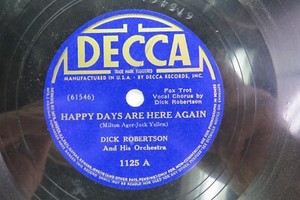 DECCA
TRADE MARK REGISTERED
MANUFACTURED IN U.S.A. - BY DECCA RECORDS, INC.
(61546)
Fox Trot
Vocal Chorus by
Dick Robertson
HAPPY DAYS ARE HERE AGAIN
(Milton Ager-Jack Yellen)
DICK ROBERTSON
And His Orchestra
1125 A